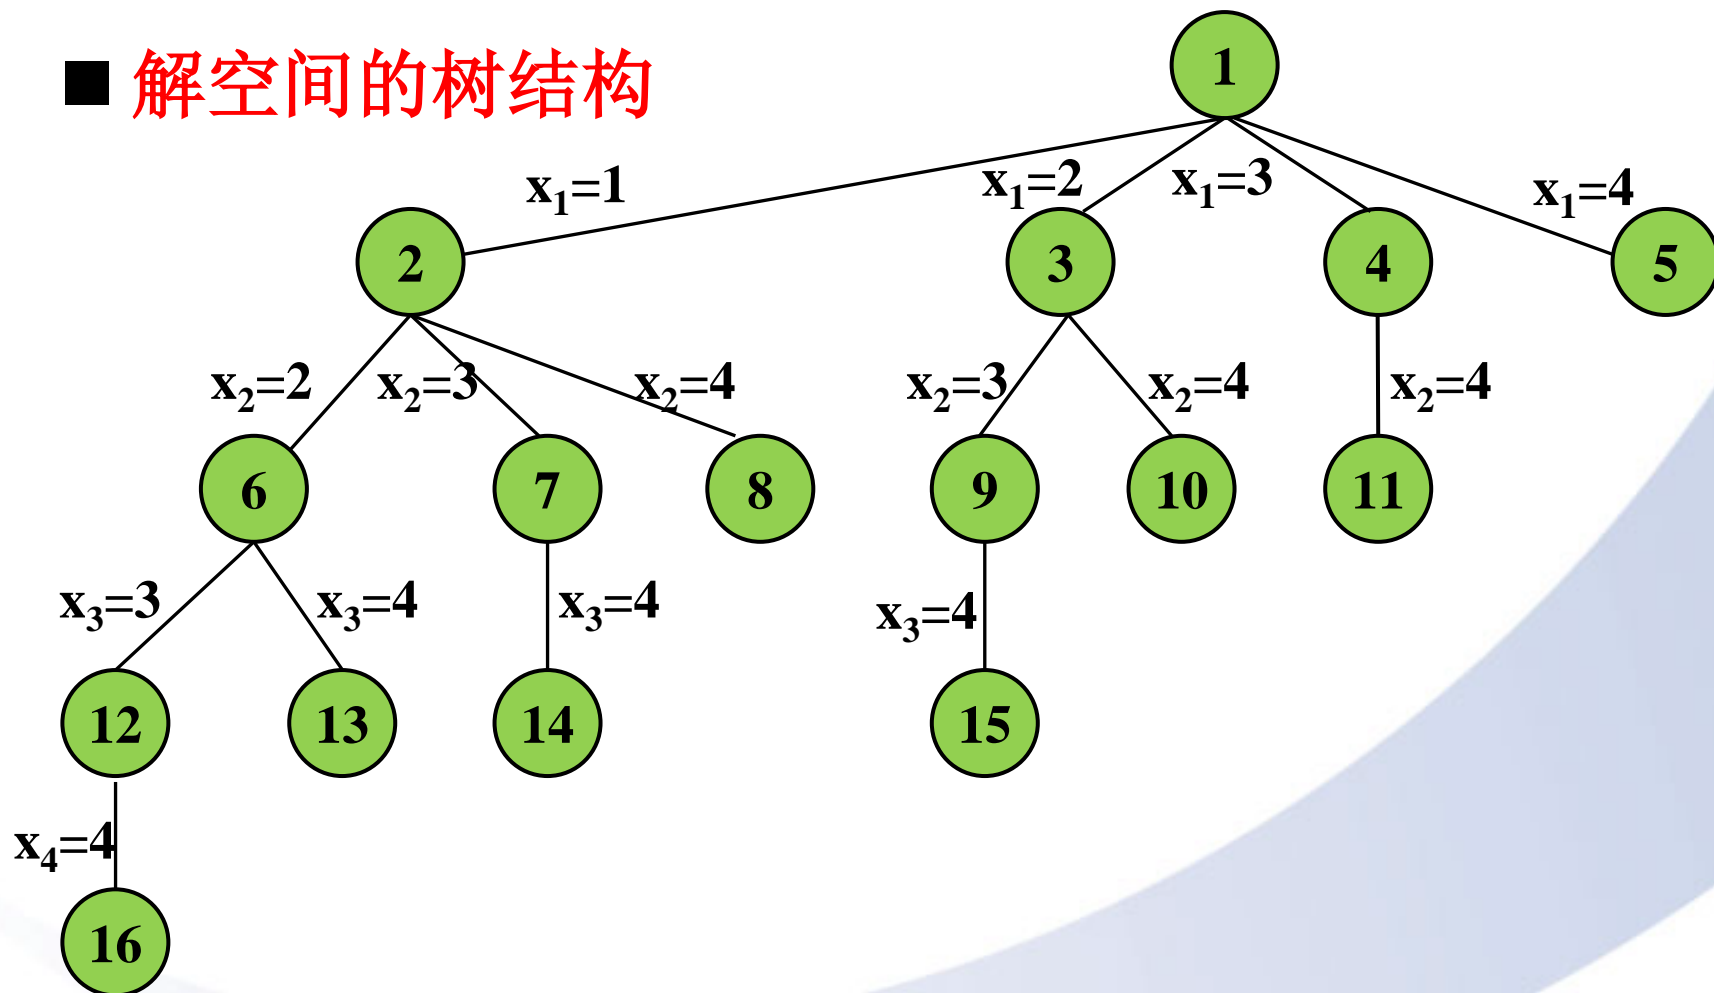 ■ 解空间的树结构
1
x₁=1
x₁=2
x₁=3
x₁=4
2
3
4
5
x₂=2
x₂=3
x₂=4
x₂=3
x₂=4
x₂=4
6
7
8
9
10
11
x₃=3
x₃=4
x₃=4
x₃=4
12
13
14
15
x₄=4
16